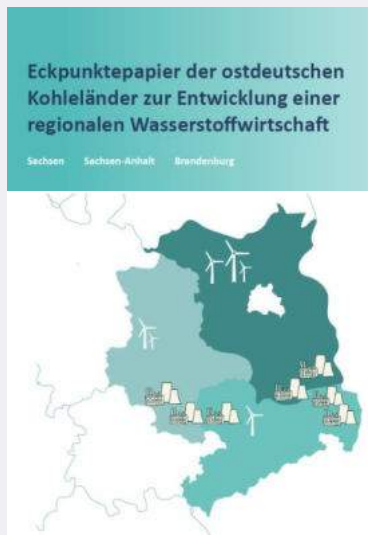 Eckpunktepapier der ostdeutschen
Kohleländer zur Entwicklung einer
regionalen Wasserstoffwirtschaft
Sachsen Sachsen-Anhalt Brandenburg